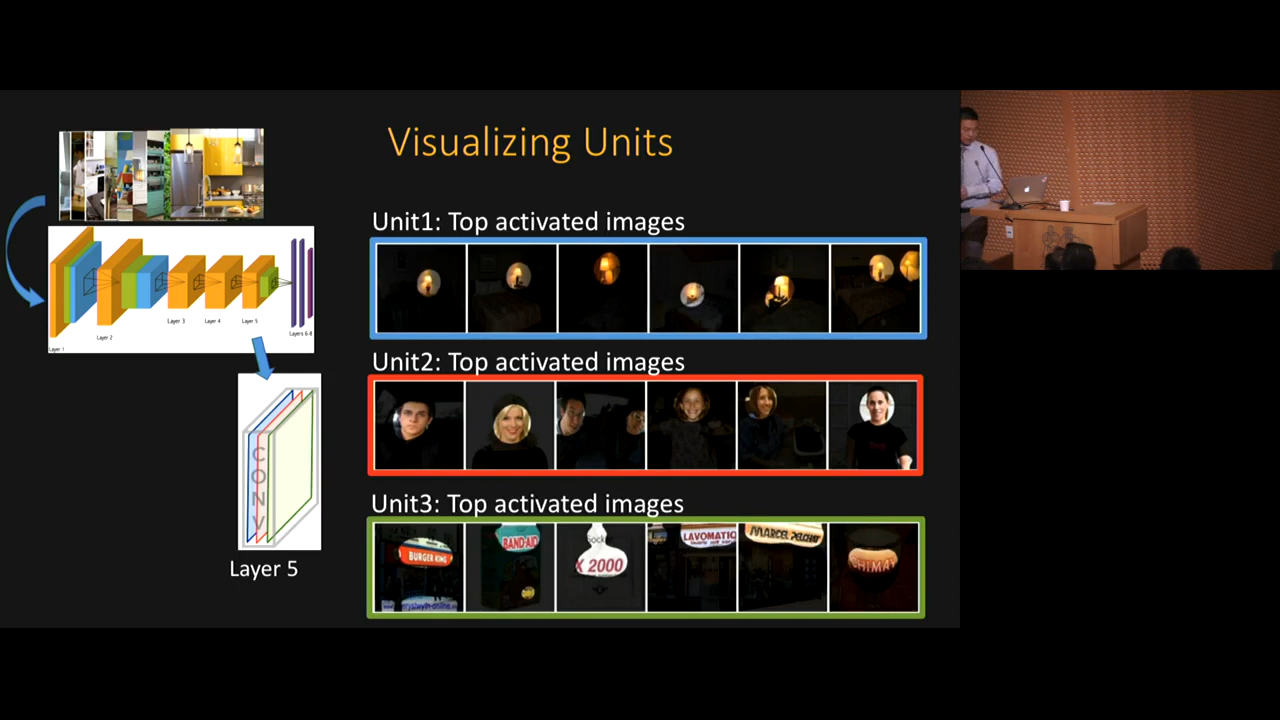 Visualizing Units
Unit1: Top activated images
Layer 1
Layer 2
Layer 3
Layer 4
Layer 5
Layers 6-8
Unit2: Top activated images
CONV
Layer 5
Unit3: Top activated images
BURGER KING
BAND-AID
Sock
X 2000
LAVOMATIC
MARCEL
CHIMAY